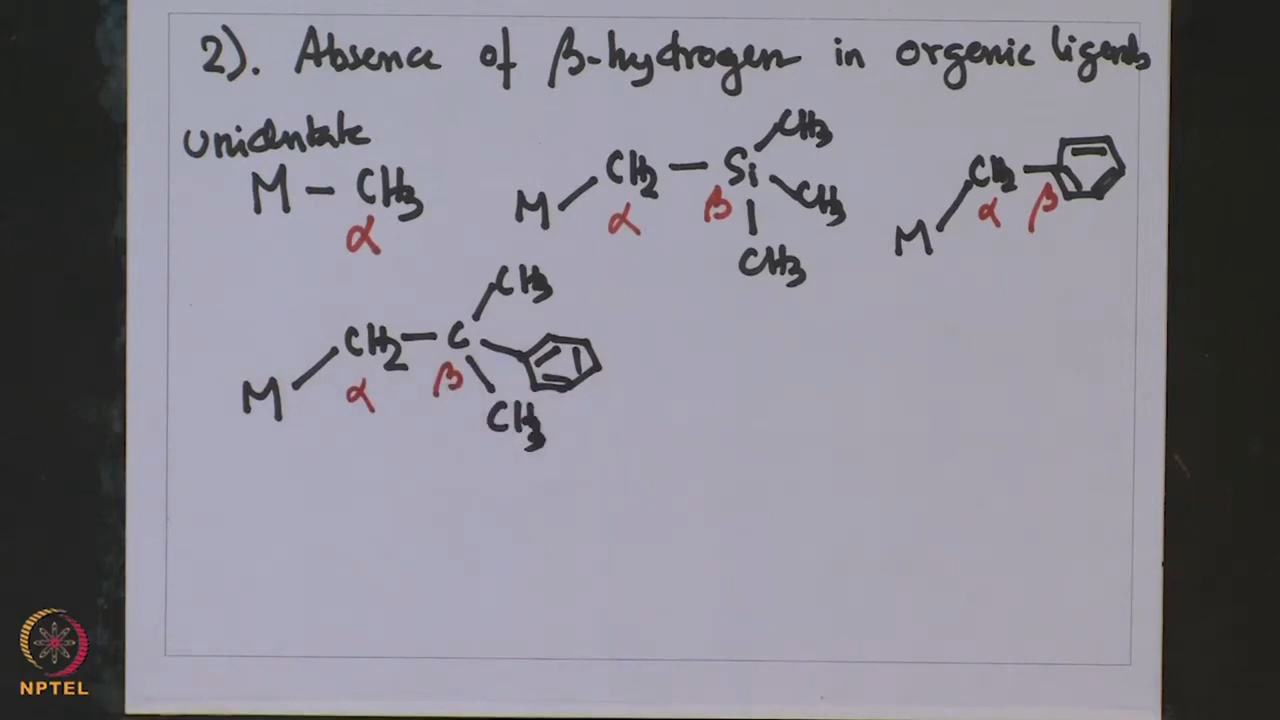 2). Absence of β-hydrogen in organic ligands
unidentate
M – CH3
α
M CH2 – Si CH3 CH3 CH3
α β
M CH2
α β
M CH2 – C CH3 CH3
α β
NPTEL